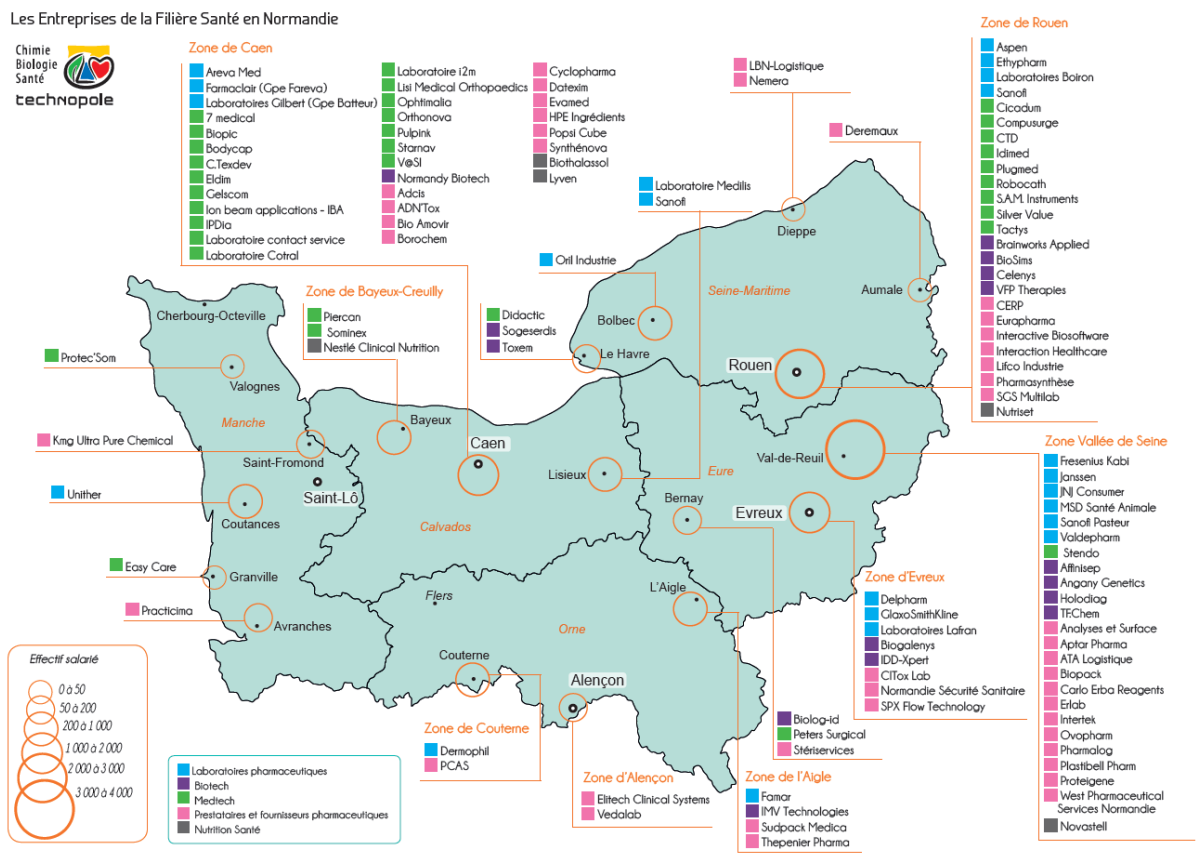 Les Entreprises de la Filière Santé en Normandie
Chimie
Biologie
Santé
technopole
Zone de Caen
Areva Med
Farmaclair (Gpe Fareva)
Laboratoires Gilbert (Gpe Batteur)
7 medical
Biopic
Bodycap
C.Texdev
Eldim
Gelscom
Ion beam applications - IBA
IPDia
Laboratoire contact service
Laboratoire Cotral
Laboratoire i2m
Lisi Medical Orthopaedics
Ophtimalia
Orthonova
Pulpink
Starnav
V@SI
Normandy Biotech
Adcis
ADN'Tox
Bio Amovir
Borochem
Cyclopharma
Datexim
Evamed
HPE Ingrédients
Popsi Cube
Synthénova
Biothalassol
Lyven
LBN-Logistique
Nemera
Deremaux
Laboratoire Medilis
Sanofi
Oril Industrie
Zone de Rouen
Aspen
Ethypharm
Laboratoires Boiron
Sanofi
Cicadum
Compusurge
CTD
Idimed
Plugmed
Robocath
S.A.M. Instruments
Silver Value
Tactys
Brainworks Applied
BioSims
Celenys
VFP Therapies
CERP
Eurapharma
Interactive Biosoftware
Interaction Healthcare
Lifco Industrie
Pharmasynthèse
SGS Multilab
Nutriset
Zone de Bayeux-Creuilly
Piercan
Sominex
Nestlé Clinical Nutrition
Didactic
Sogeserdis
Toxem
Protec'Som
Kmg Ultra Pure Chemical
Unither
Easy Care
Practicima
Cherbourg-Octeville
Valognes
Manche
Saint-Fromond
Saint-Lô
Coutances
Granville
Avranches
Bayeux
Caen
Lisieux
Calvados
Dieppe
Aumale
Seine-Maritime
Bolbec
Le Havre
Rouen
Val-de-Reuil
Eure
Bernay
Evreux
Flers
L'Aigle
Orne
Couterne
Alençon
Zone Vallée de Seine
Fresenius Kabi
Janssen
JNJ Consumer
MSD Santé Animale
Sanofi Pasteur
Valdepharm
Stendo
Affinisep
Angany Genetics
Holodiag
TF.Chem
Analyses et Surface
Aptar Pharma
ATA Logistique
Biopack
Carlo Erba Reagents
Erlab
Intertek
Ovopharm
Pharmalog
Plastibell Pharm
Proteigene
West Pharmaceutical
Services Normandie
Novastell
Zone d'Evreux
Delpharm
GlaxoSmithKline
Laboratoires Lafran
Biogalenys
IDD-Xpert
CITox Lab
Normandie Sécurité Sanitaire
SPX Flow Technology
Biolog-id
Peters Surgical
Stériservices
Zone de Couterne
Dermophil
PCAS
Zone d'Alençon
Elitech Clinical Systems
Vedalab
Zone de l'Aigle
Famar
IMV Technologies
Sudpack Medica
Thepenier Pharma
Effectif salarié
0 à 50
50 à 200
200 à 1 000
1 000 à 2 000
2 000 à 3 000
3 000 à 4 000
Laboratoires pharmaceutiques
Biotech
Medtech
Prestataires et fournisseurs pharmaceutiques
Nutrition Santé